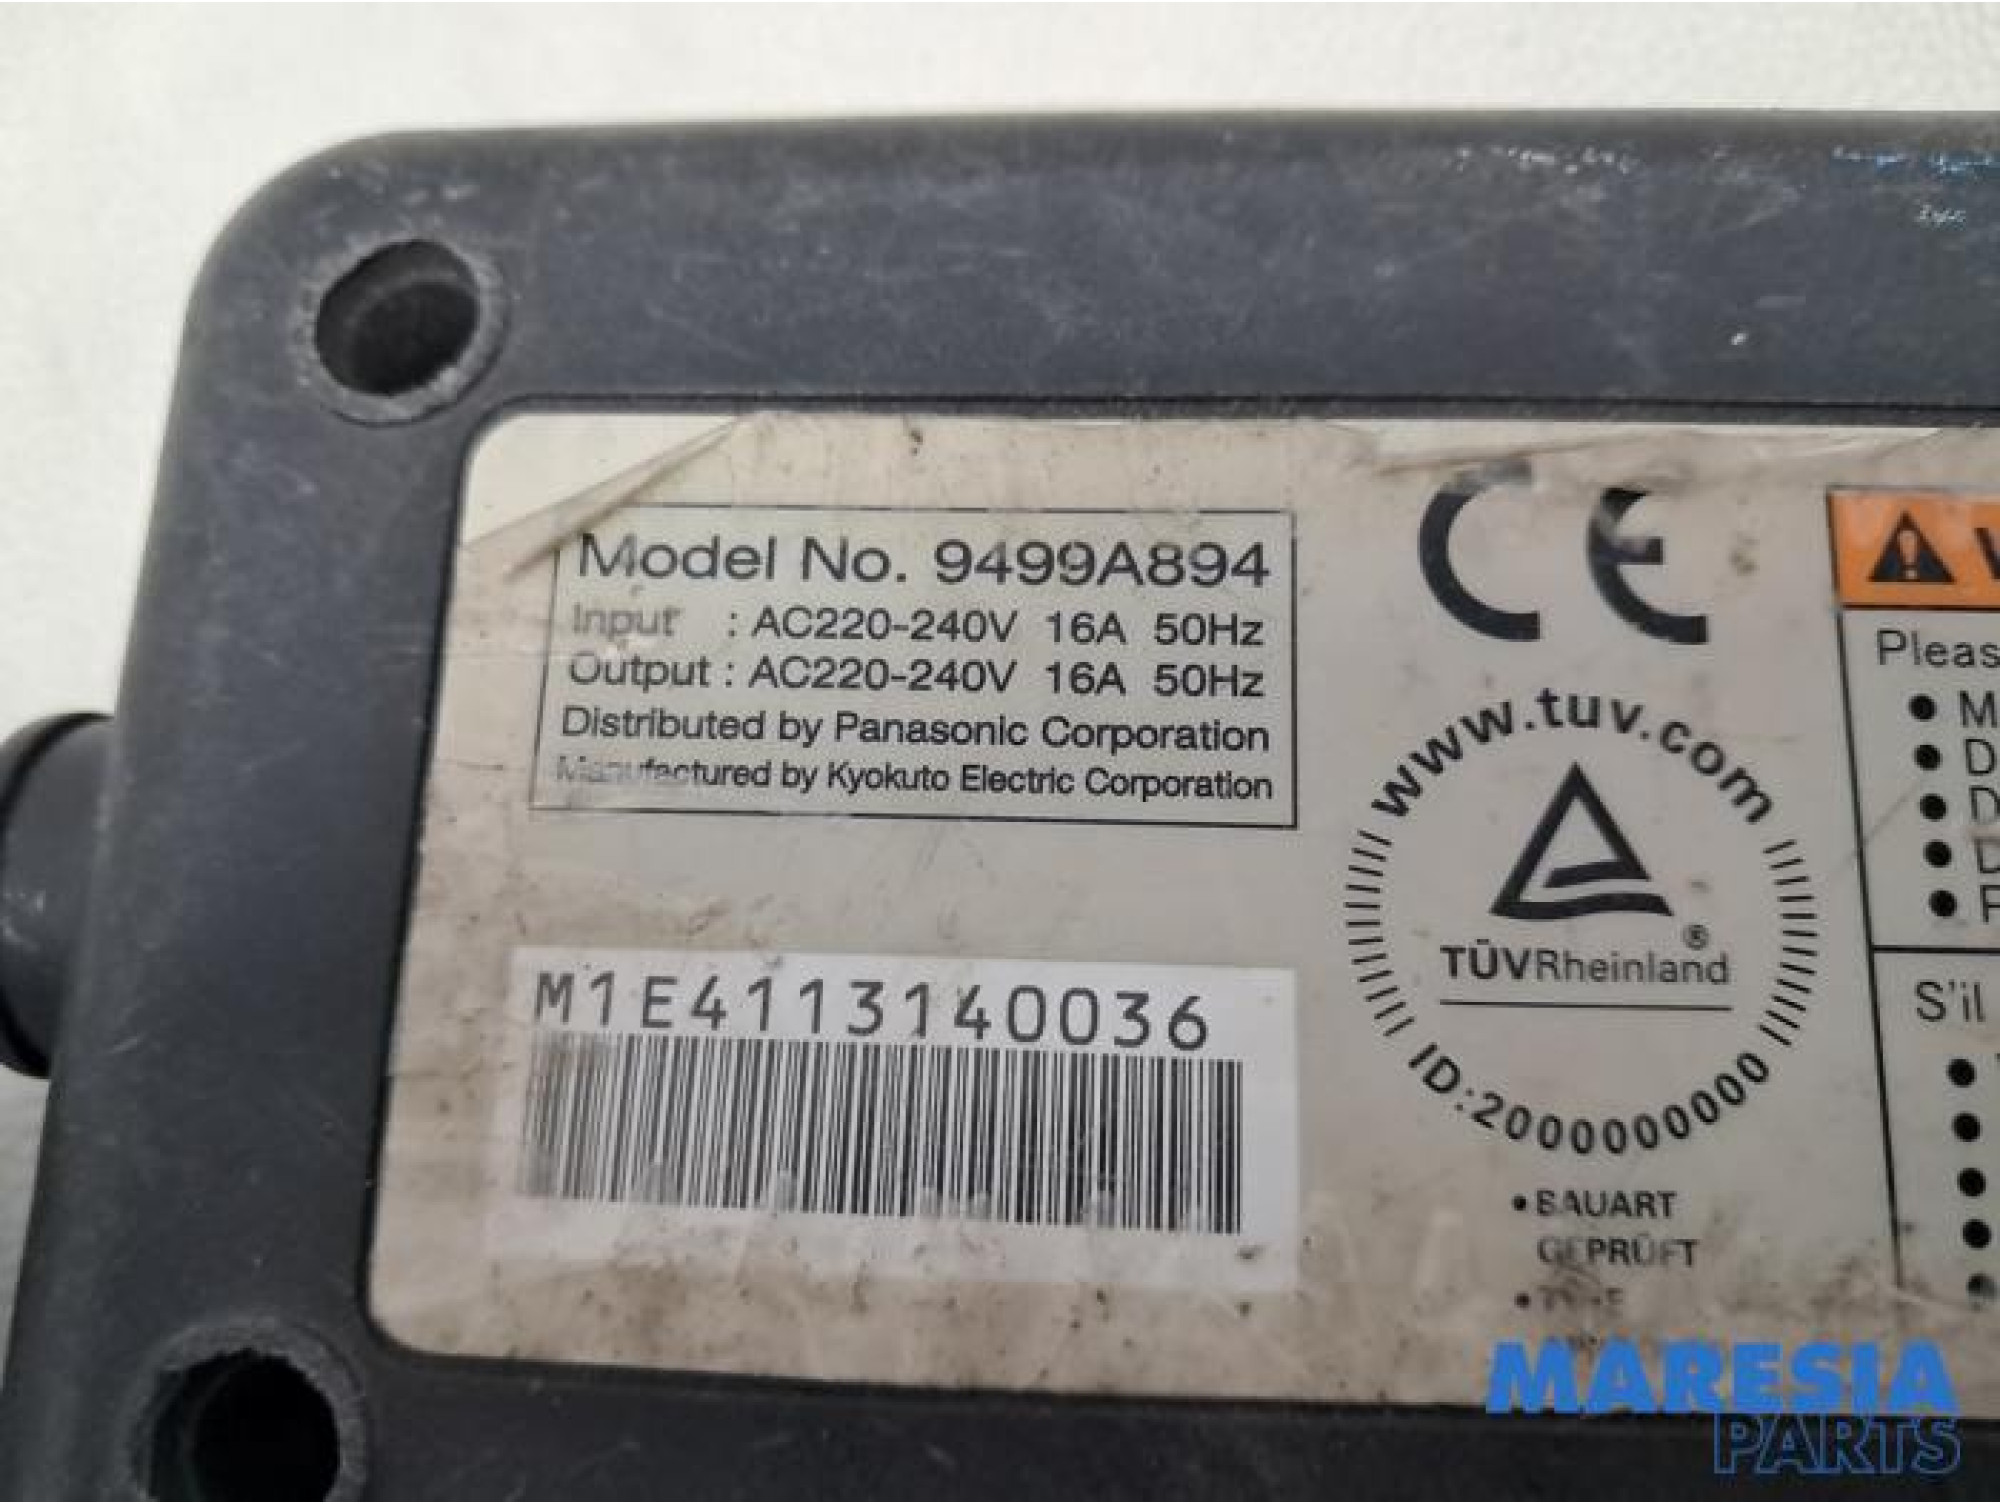 Model No. 9499A894
Input : AC220-240V 16A 50Hz
Output : AC220-240V 16A 50Hz
Distributed by Panasonic Corporation
Manufactured by Kyokuto Electric Corporation
M1E4113140036
CE
www.tuv.com
TÜVRheinland®
ID:2000000000
• BAUART
GEPRÜFT
Pleas
● M
● D
● D
● D
● P
S'il
MARESIA
PARTS